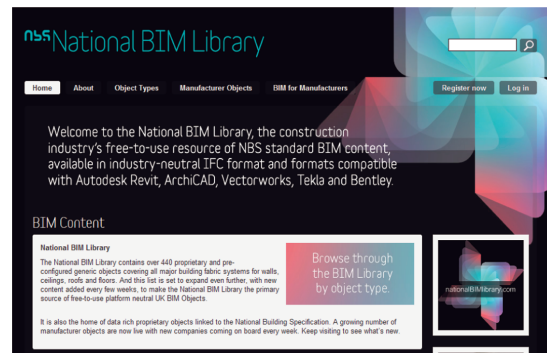 nbs National BIM Library
Home About Object Types Manufacturer Objects BIM for Manufacturers Register now Log in
Welcome to the National BIM Library, the construction
industry's free-to-use resource of NBS standard BIM content,
available in industry-neutral IFC format and formats compatible
with Autodesk Revit, ArchiCAD, Vectorworks, Tekla and Bentley.
BIM Content
National BIM Library
The National BIM Library contains over 440 proprietary and pre-
configured generic objects covering all major building fabric systems for walls,
ceilings, roofs and floors. And this list is set to expand even further, with new
content added every few weeks, to make the National BIM Library the primary
source of free-to-use platform neutral UK BIM Objects.
It is also the home of data rich proprietary objects linked to the National Building Specification. A growing number of
manufacturer objects are now live with new companies coming on board every week. Keep visiting to see what's new.
Browse through
the BIM Library
by object type.
nationalBIMlibrary.com